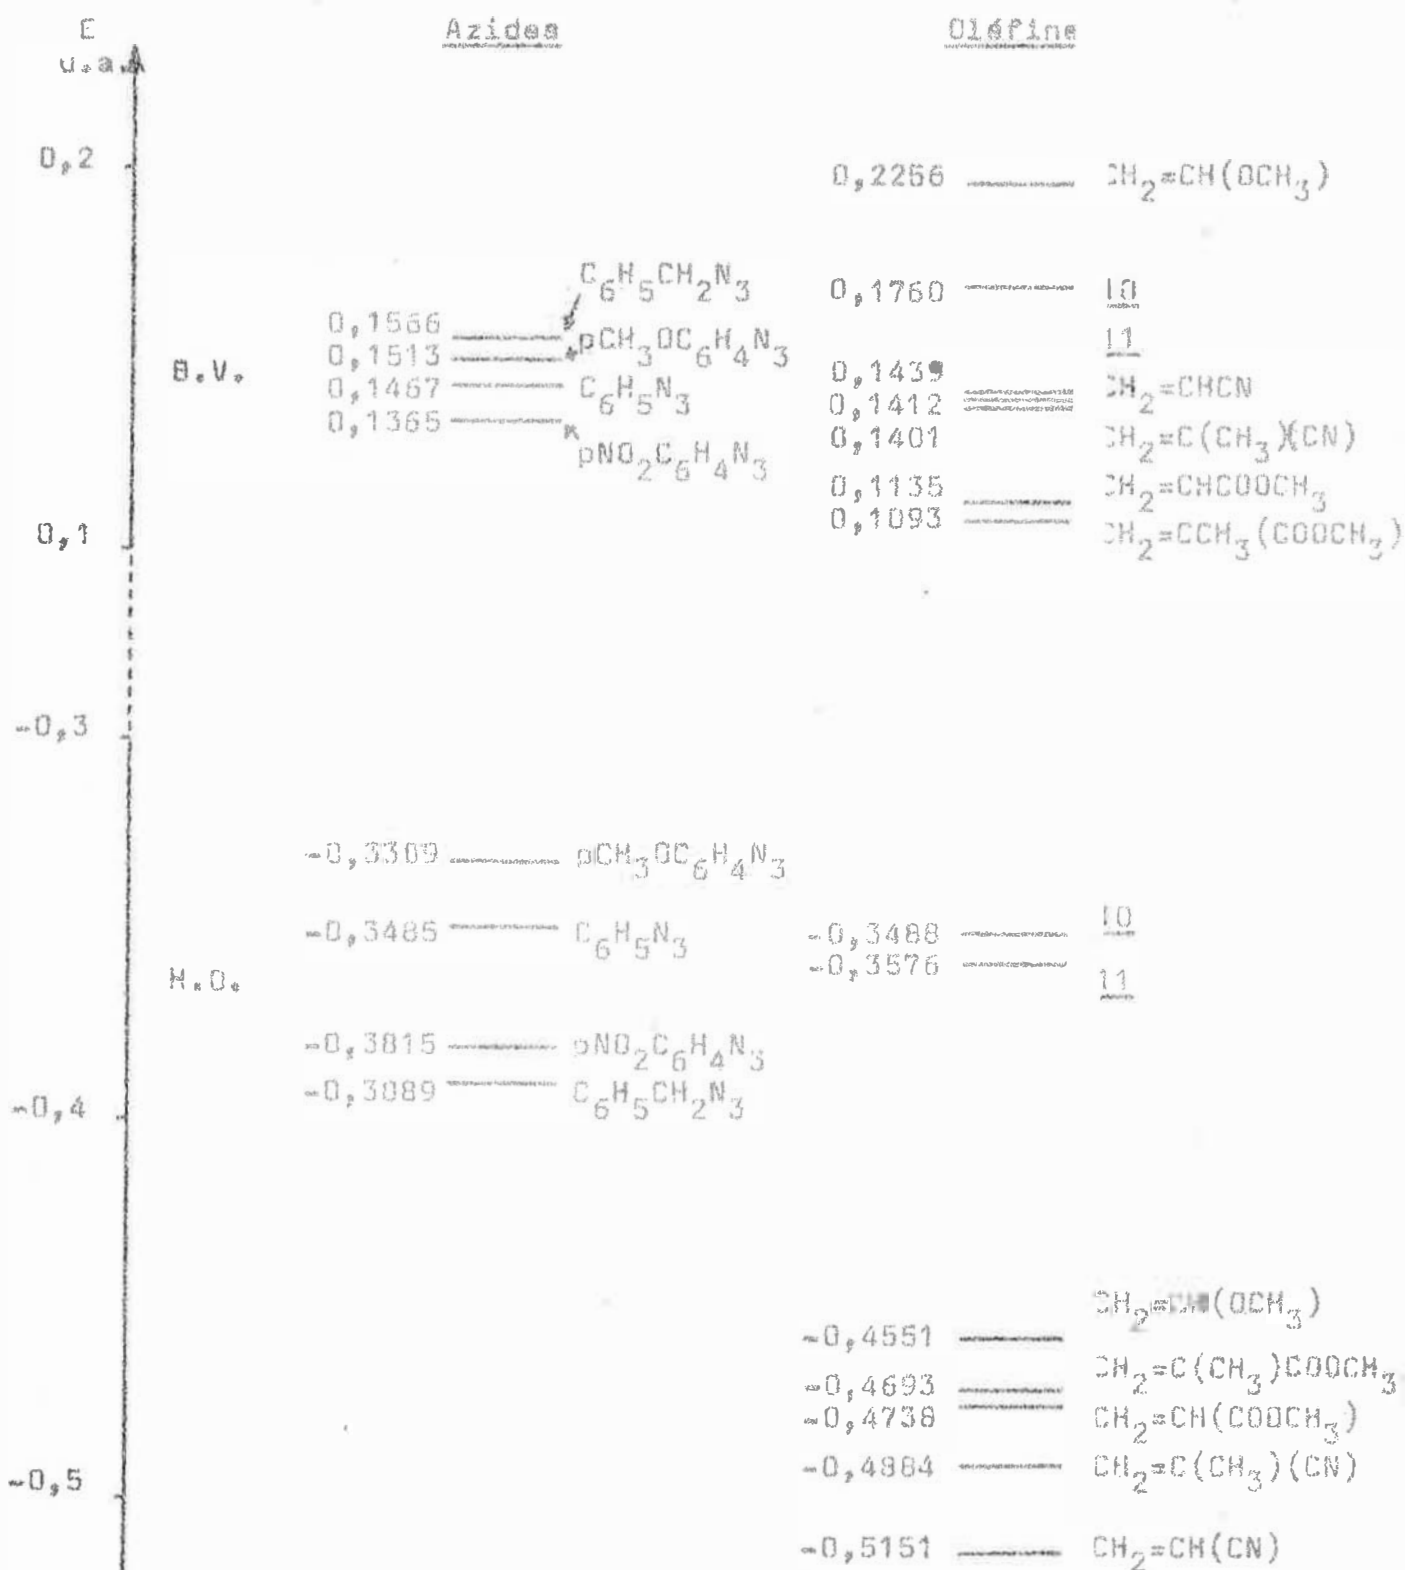 E Azides Oléfine
u.a.
0,2
0,2266 CH2=CH(OCH3)
C6H5CH2N3
0,1760 10
0,1566
pCH3OC6H4N3 11
0,1513
B.V.
0,1439
0,1467 C6H5N3 CH2=CHCN
0,1412
0,1365
0,1401 CH2=C(CH3)(CN)
pNO2C6H4N3
0,1135 CH2=CHCOOCH3
0,1093
0,1 CH2=CCH3(COOCH3)
-0,3
-0,3309 pCH3OC6H4N3
10
-0,3485 C6H5N3 -0,3488
-0,3576
H.O. 11
-0,3815 pNO2C6H4N3
-0,3889 C6H5CH2N3
-0,4
CH2=CH(OCH3)
-0,4551
CH2=C(CH3)COOCH3
-0,4693
-0,4738 CH2=CH(COOCH3)
-0,4884 CH2=C(CH3)(CN)
-0,5
-0,5151 CH2=CH(CN)